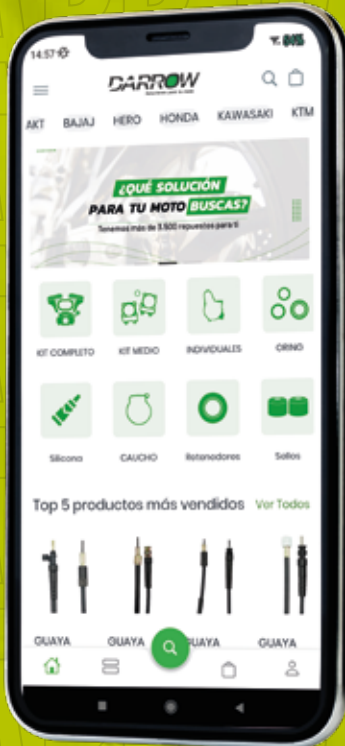 14:57
DARROW
AKT BAJAJ HERO HONDA KAWASAKI KTM
¿QUÉ SOLUCIÓN
PARA TU MOTO BUSCAS?
Tenemos más de 3.500 repuestos para ti
KIT COMPLETO KIT MEDIO INDIVIDUALES ORING
Silicona CAUCHO Retenedores Sellos
Top 5 productos más vendidos Ver Todos
GUAYA GUAYA GUAYA GUAYA